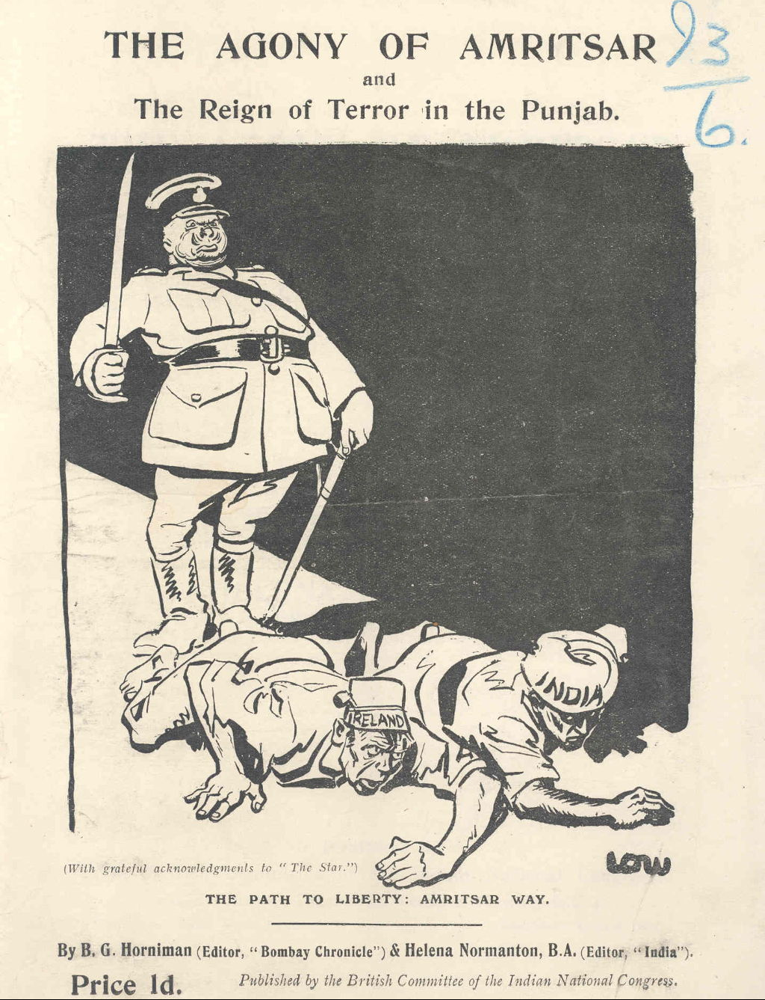 THE AGONY OF AMRITSAR
93
6.
and
The Reign of Terror in the Punjab.
INDIA
IRELAND
LOW
(With grateful acknowledgments to "The Star.")
THE PATH TO LIBERTY: AMRITSAR WAY.
By B. G. Horniman (Editor, "Bombay Chronicle") & Helena Normanton, B.A. (Editor, "India").
Price 1d.
Published by the British Committee of the Indian National Congress.